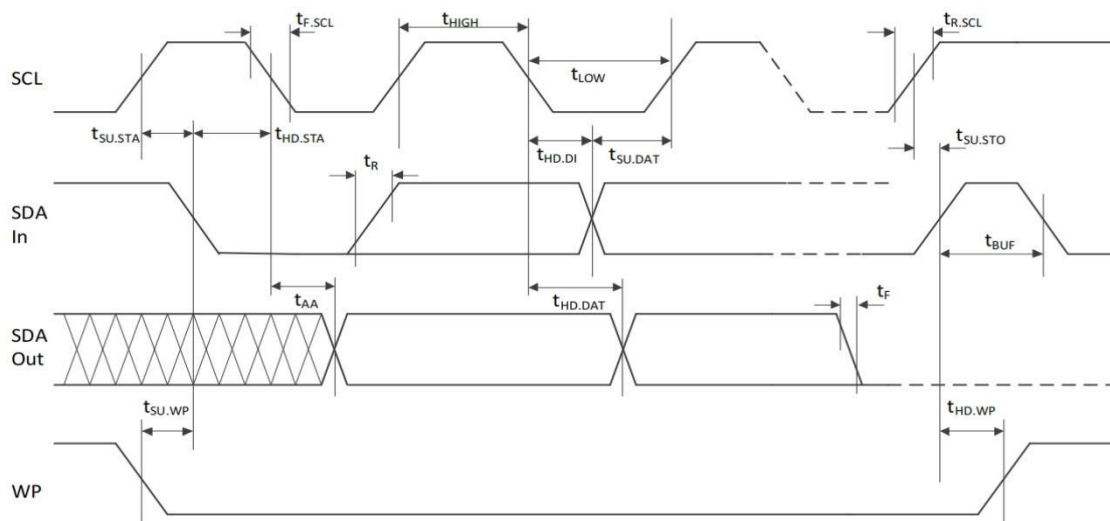 tF.SCL
tHIGH
tR.SCL
SCL
tLOW
tSU.STA
tHD.STA
tSU.STO
tHD.DI
tSU.DAT
tR
SDA
In
tBUF
tAA
tHD.DAT
tF
SDA
Out
tSU.WP
tHD.WP
WP